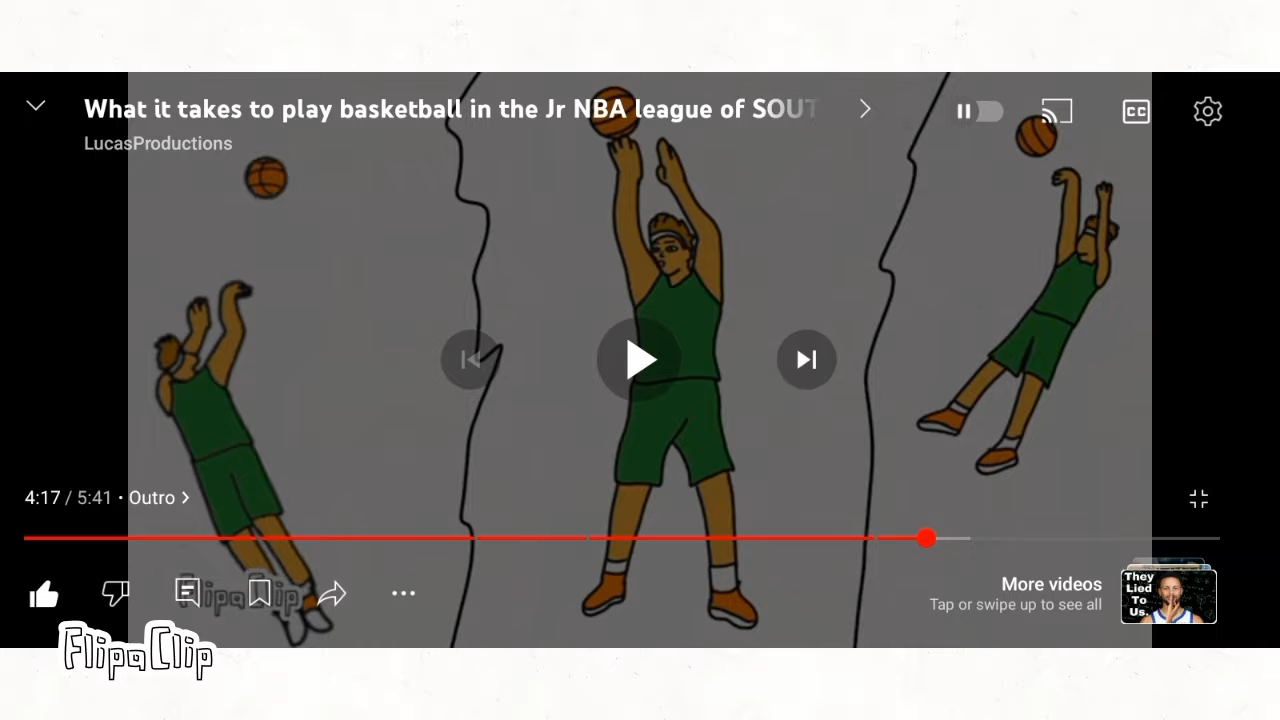 What it takes to play basketball in the Jr NBA league of SOUT
LucasProductions
CC
4:17 / 5:41 • Outro
FlipaClip
More videos
Tap or swipe up to see all
They
Lied
To
Us.
FlipaClip